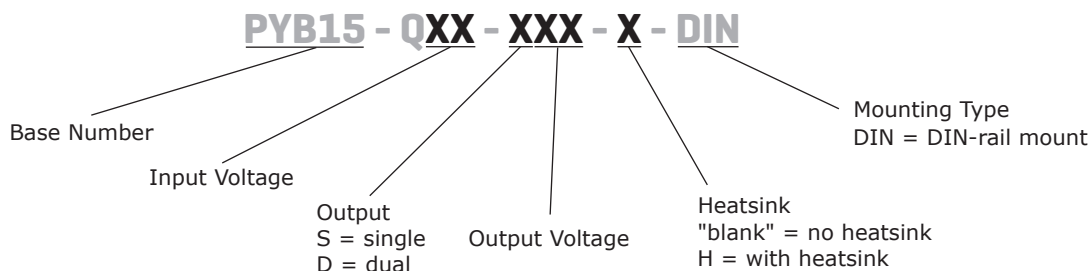 PYB15 - QXX - XXX - X - DIN
Base Number
Input Voltage
Output
S = single
D = dual
Output Voltage
Heatsink
"blank" = no heatsink
H = with heatsink
Mounting Type
DIN = DIN-rail mount